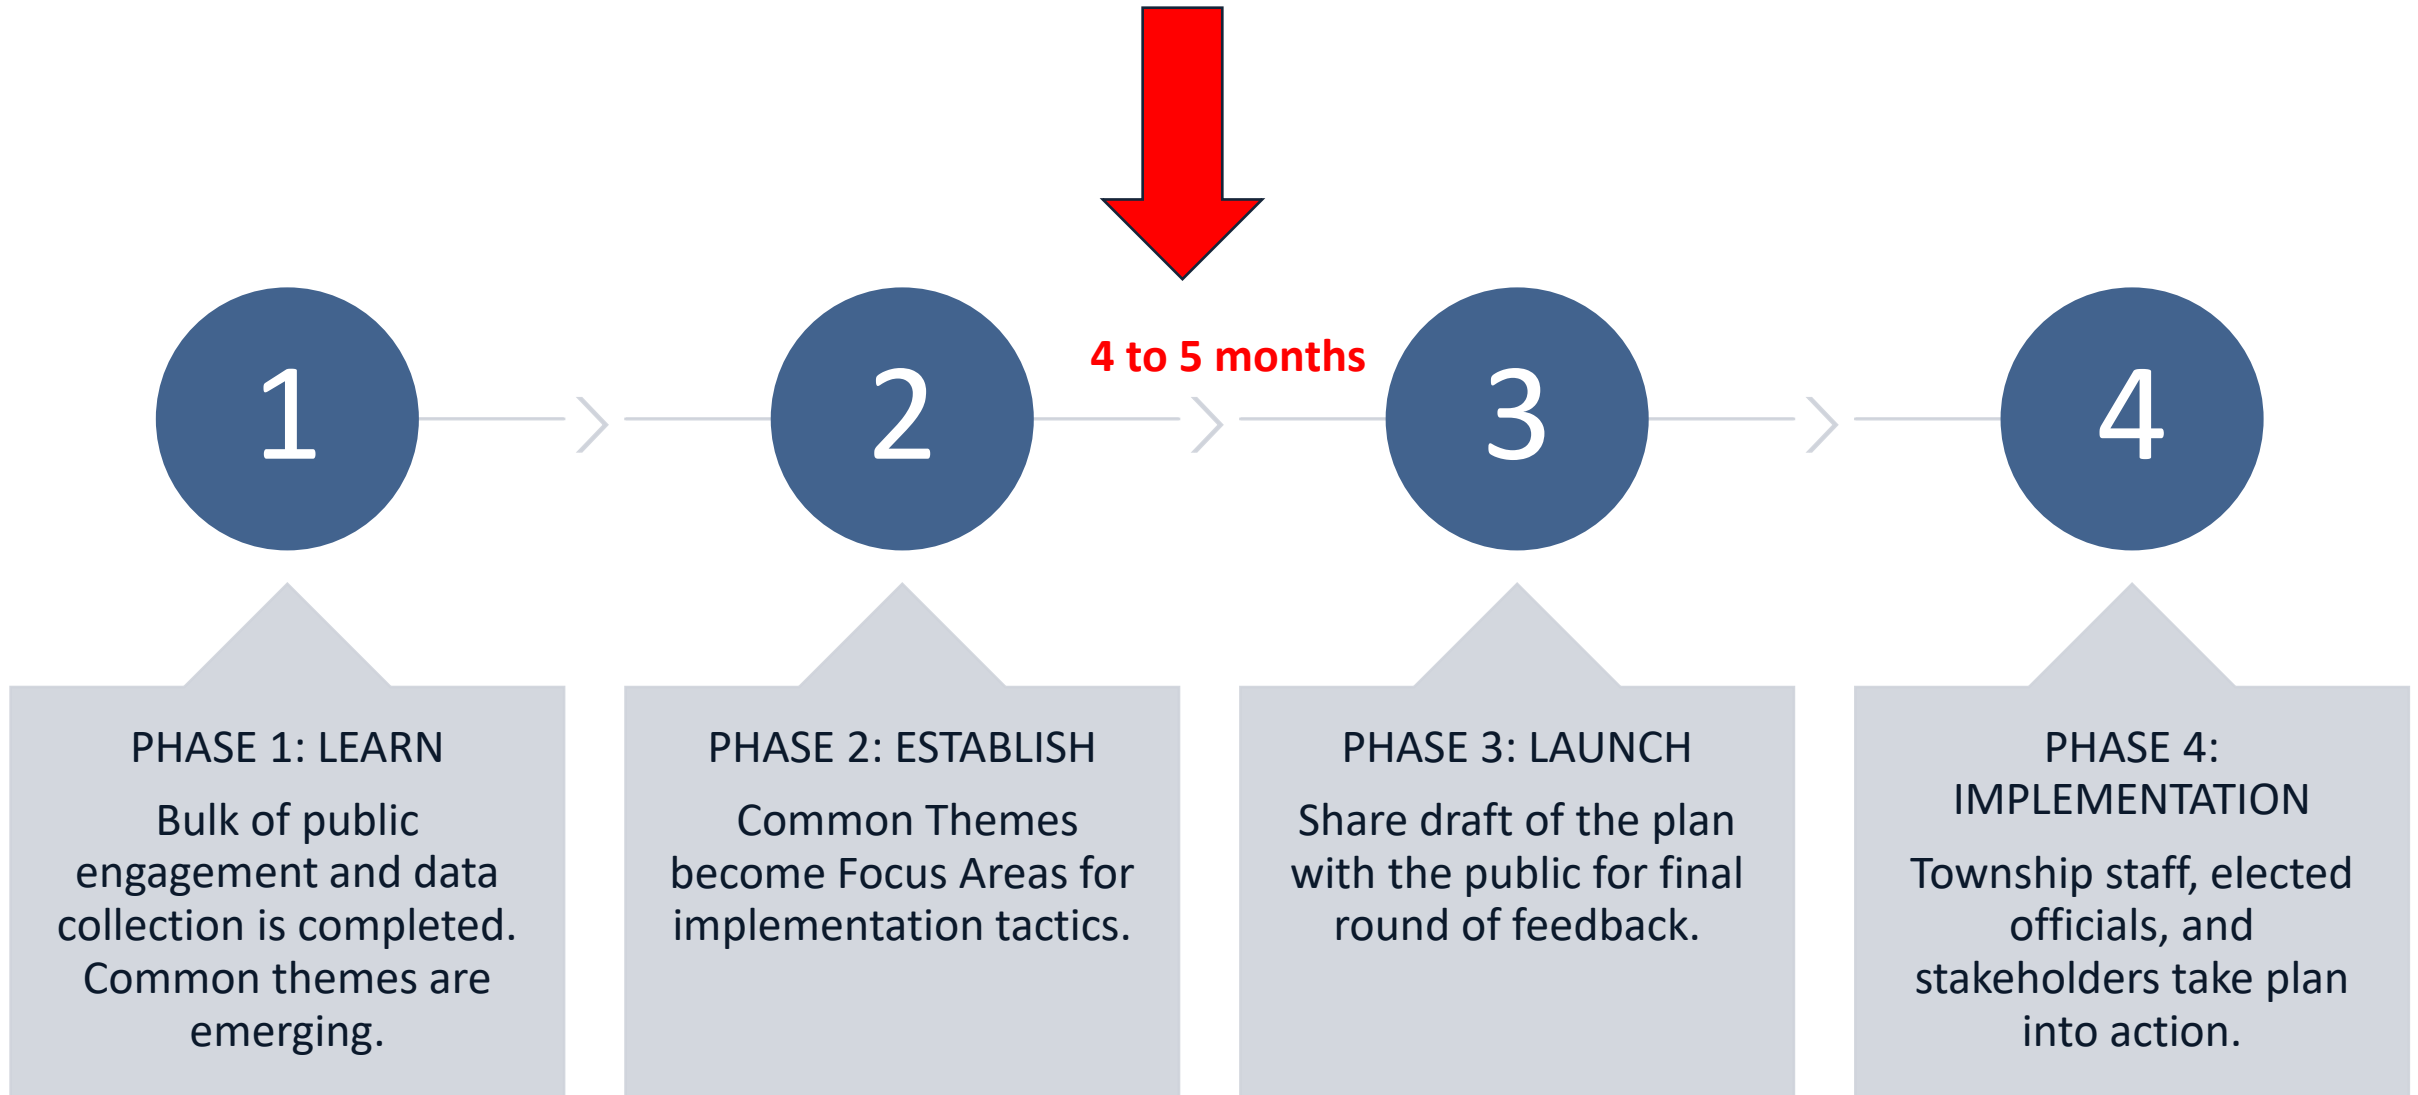 4 to 5 months
1
2
3
4
PHASE 1: LEARN
Bulk of public
engagement and data
collection is completed.
Common themes are
emerging.
PHASE 2: ESTABLISH
Common Themes
become Focus Areas for
implementation tactics.
PHASE 3: LAUNCH
Share draft of the plan
with the public for final
round of feedback.
PHASE 4:
IMPLEMENTATION
Township staff, elected
officials, and
stakeholders take plan
into action.